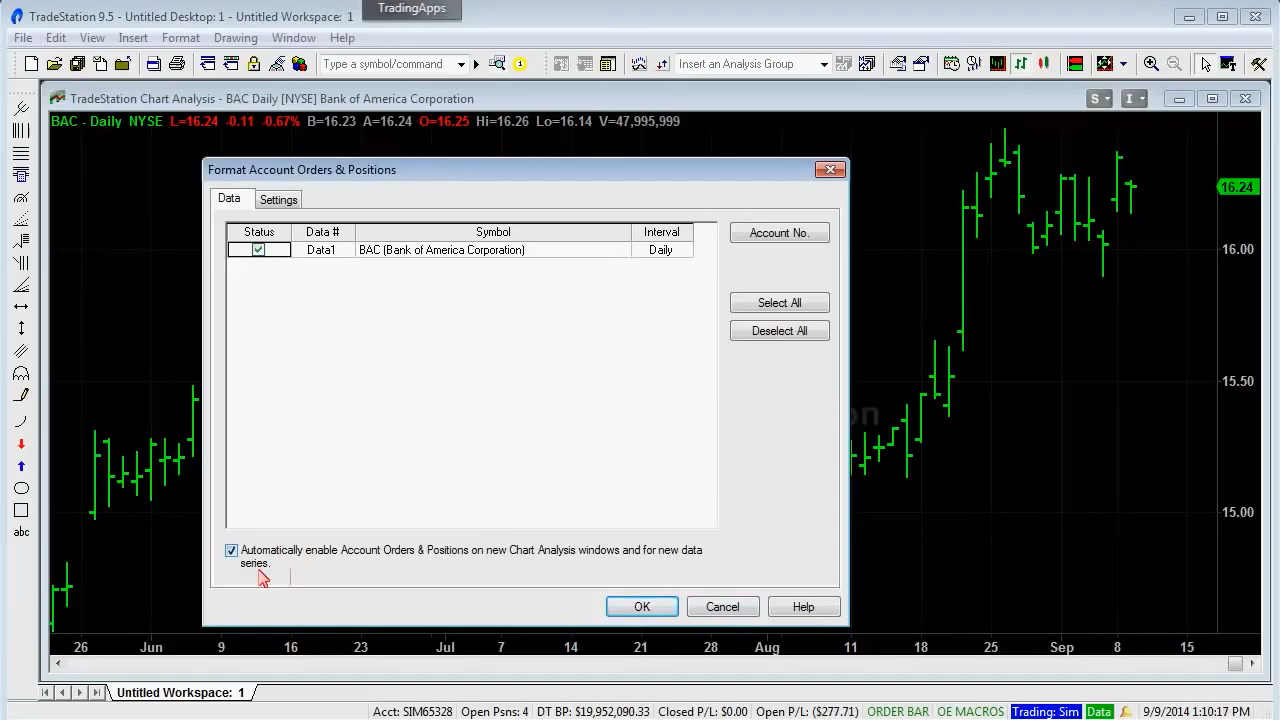 TradeStation 9.5 - Untitled Desktop: 1 - Untitled Workspace: 1
TradingApps
File Edit View Insert Format Drawing Window Help
Type a symbol/command
Insert an Analysis Group
TradeStation Chart Analysis - BAC Daily [NYSE] Bank of America Corporation
S I
BAC - Daily NYSE L=16.24 -0.11 -0.67% B=16.23 A=16.24 O=16.25 Hi=16.26 Lo=16.14 V=47,995,999
Format Account Orders & Positions
Data Settings
Status Data # Symbol Interval
Data1 BAC (Bank of America Corporation) Daily
Account No.
Select All
Deselect All
Automatically enable Account Orders & Positions on new Chart Analysis windows and for new data
series.
OK Cancel Help
16.24
16.00
15.50
15.00
on
abc
26 Jun 9 16 23 Jul 7 14 21 28 Aug 11 18 25 Sep 8 15
Untitled Workspace: 1
Acct: SIM65328 Open Psns: 4 DT BP: $19,952,090.33 Closed P/L: $0.00 Open P/L: ($277.71) ORDER BAR OE MACROS Trading: Sim Data 9/9/2014 1:10:17 PM